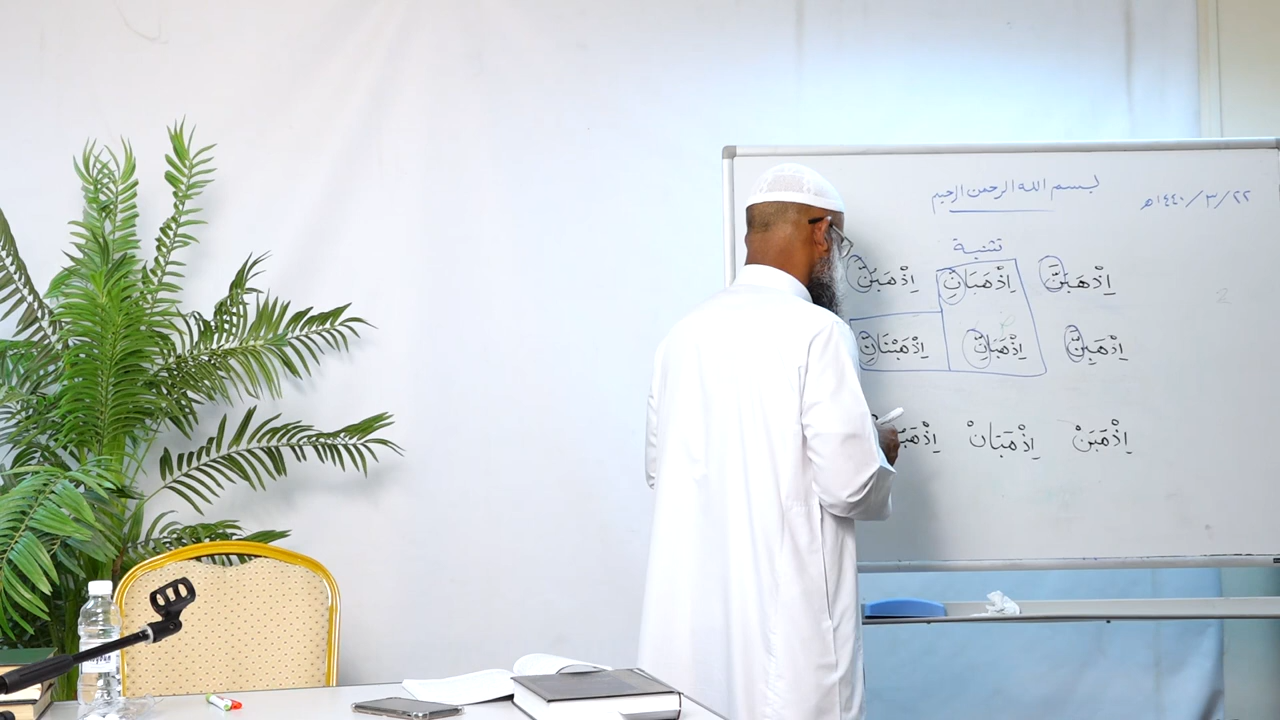 بسم الله الرحمن الرحيم
٢٢/٣/١٤٤٠هـ
تثنية
اِذْهَبَنَّ اِذْهَبَانِّ اِذْهَبُنَّ
اِذْهَبِنَّ اِذْهَبَانِّ اِذْهَبْنَانِّ
اِذْهَبَنْ اِذْهَبَانْ